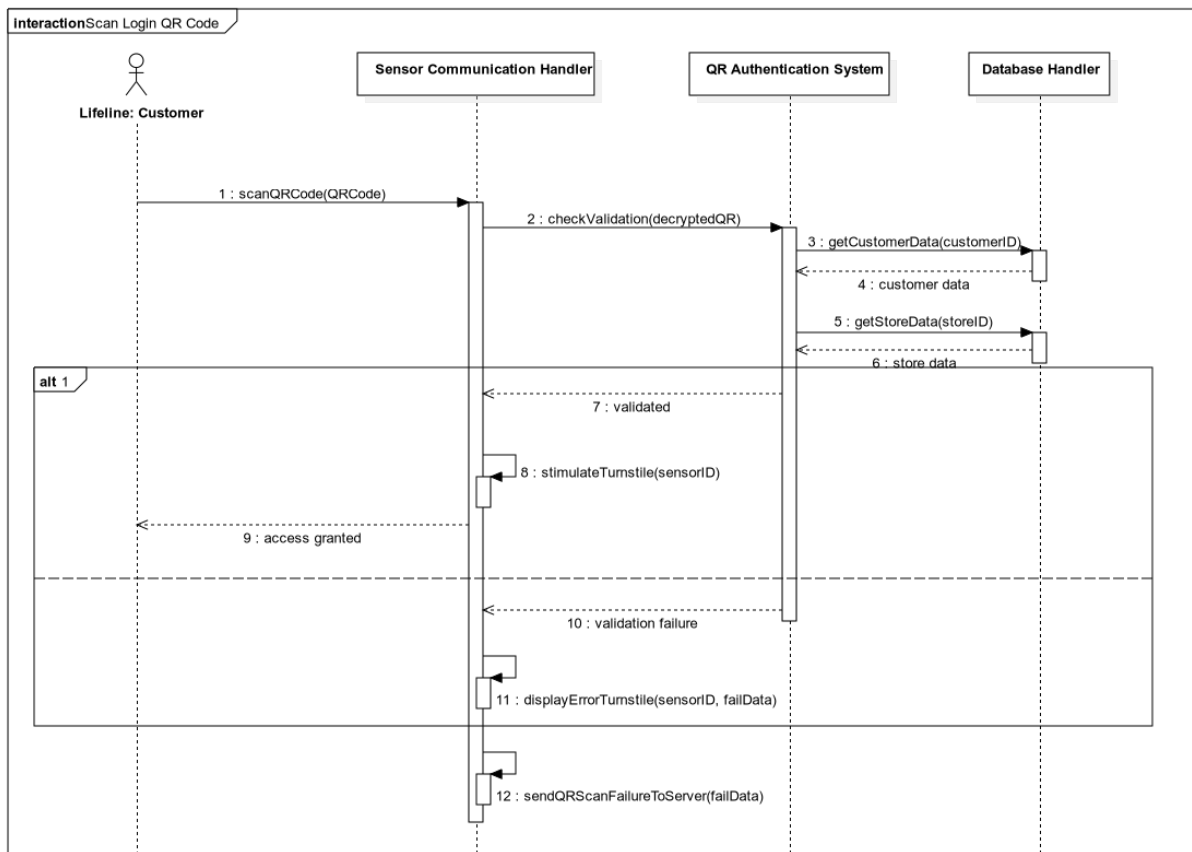 interactionScan Login QR Code
Lifeline: Customer
Sensor Communication Handler
QR Authentication System
Database Handler
1 : scanQRCode(QRCode)
2 : checkValidation(decryptedQR)
3 : getCustomerData(customerID)
4 : customer data
5 : getStoreData(storeID)
6 : store data
alt 1
7 : validated
8 : stimulateTurnstile(sensorID)
9 : access granted
10 : validation failure
11 : displayErrorTurnstile(sensorID, failData)
12 : sendQRScanFailureToServer(failData)